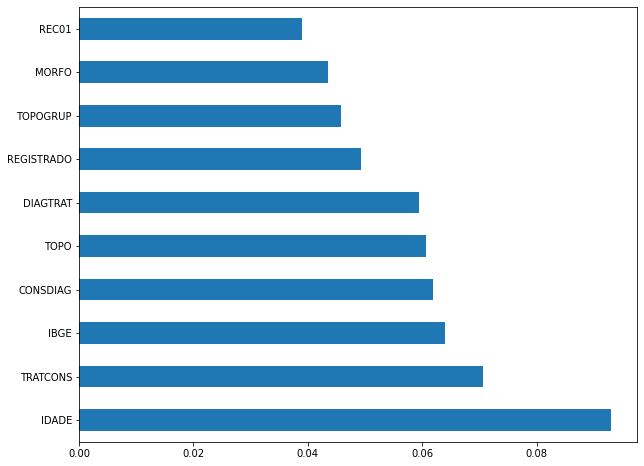 REC01
MORFO
TOPOGRUP
REGISTRADO
DIAGTRAT
TOPO
CONSDIAG
IBGE
TRATCONS
IDADE
0.00 0.02 0.04 0.06 0.08